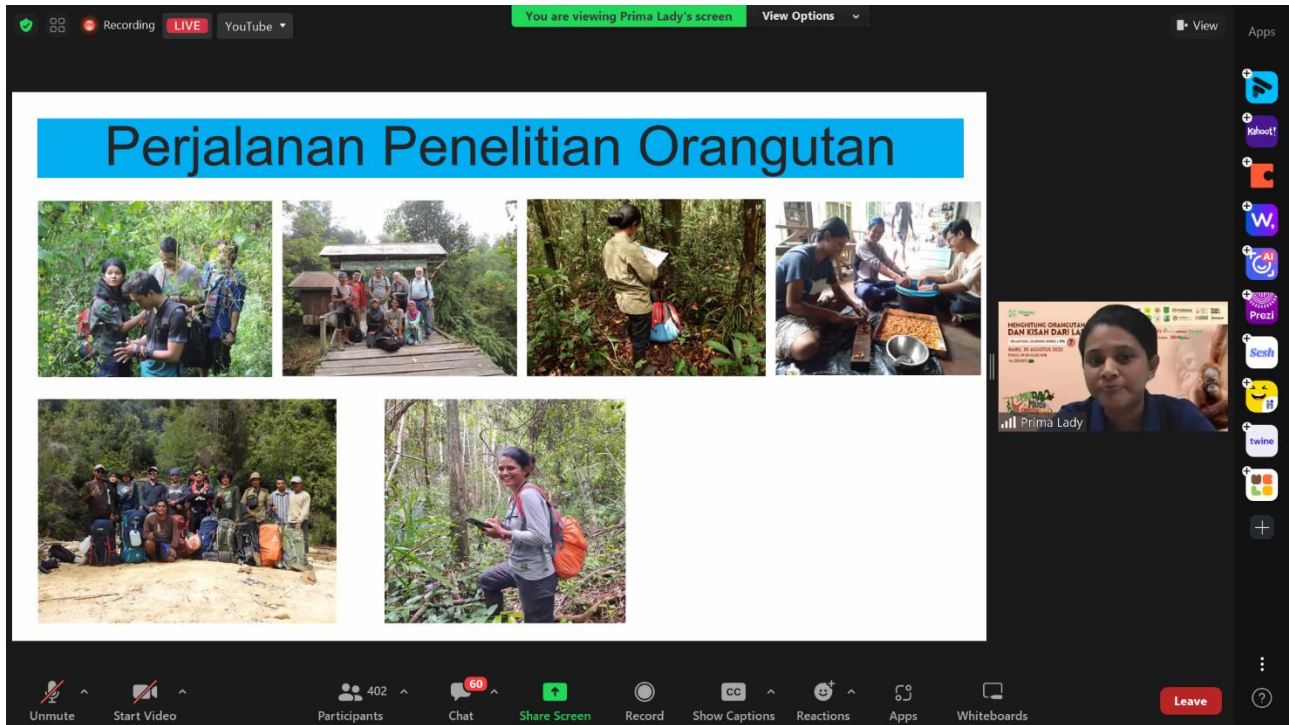 Recording
LIVE
YouTube
You are viewing Prima Lady's screen
View Options
View
Apps
Perjalanan Penelitian Orangutan
MENGHITUNG ORANGUTAN
DAN KISAH DARI LA
RABU, 30 AGUSTUS 2023
Prima Lady
Kahoot!
W,
AI
Prezi
Sesh
twine
Unmute
Start Video
402
Participants
60
Chat
Share Screen
Record
CC
Show Captions
Reactions
Apps
Whiteboards
Leave